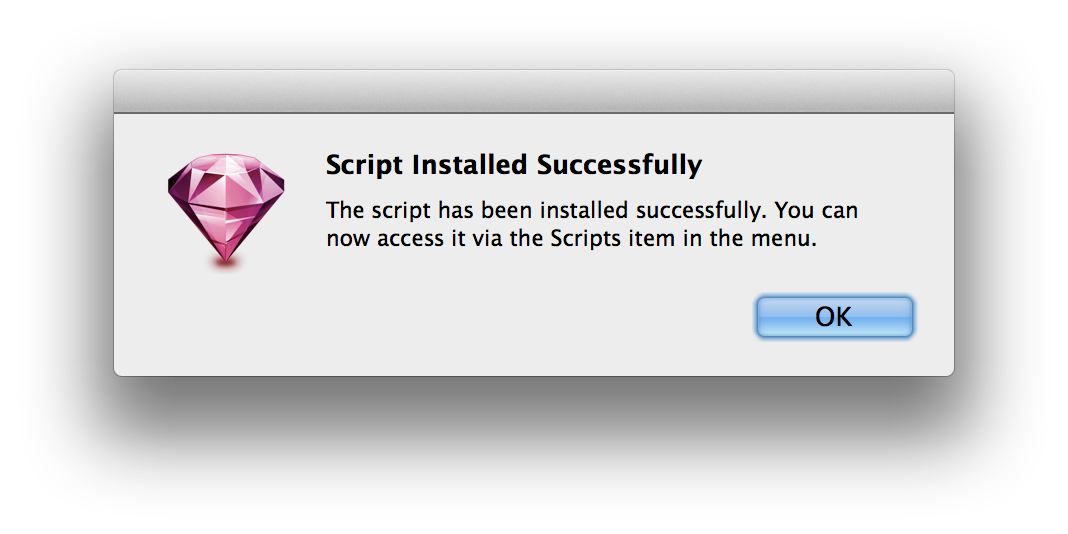 Script Installed Successfully
The script has been installed successfully. You can
now access it via the Scripts item in the menu.
OK